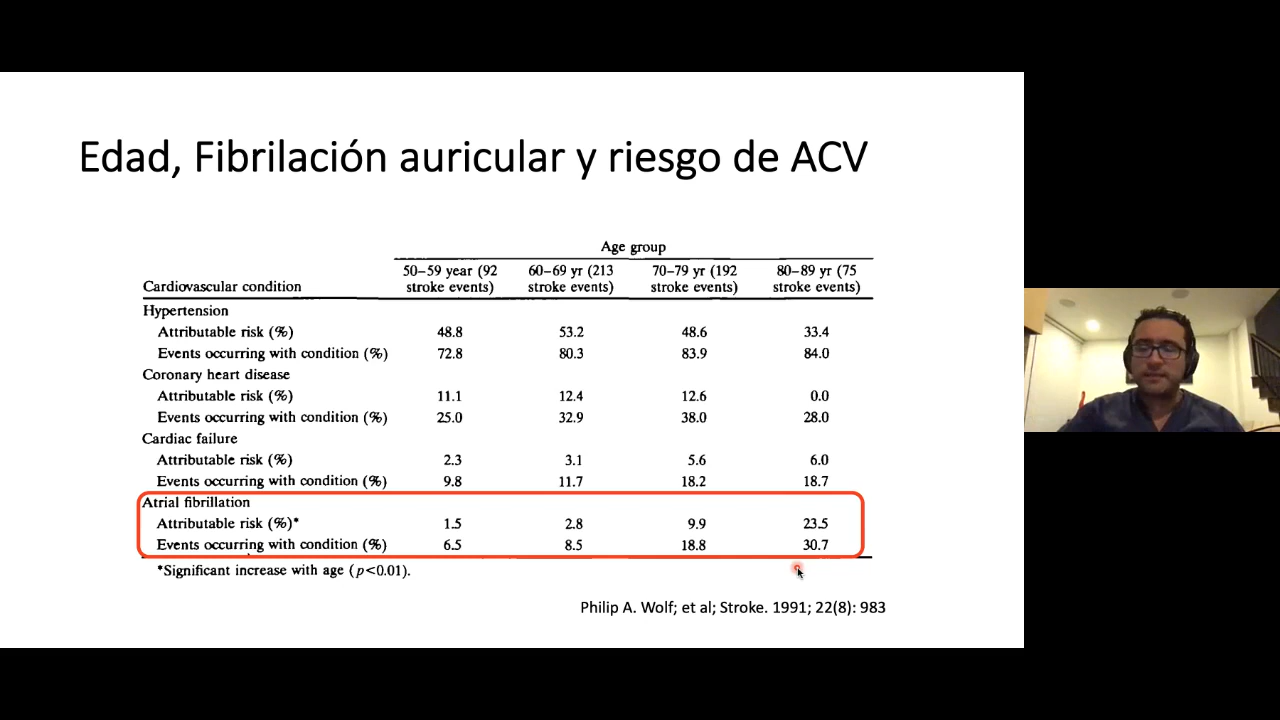 Edad, Fibrilación auricular y riesgo de ACV
Age group
Cardiovascular condition 50–59 year (92 stroke events) 60–69 yr (213 stroke events) 70–79 yr (192 stroke events) 80–89 yr (75 stroke events)
Hypertension
Attributable risk (%) 48.8 53.2 48.6 33.4
Events occurring with condition (%) 72.8 80.3 83.9 84.0
Coronary heart disease
Attributable risk (%) 11.1 12.4 12.6 0.0
Events occurring with condition (%) 25.0 32.9 38.0 28.0
Cardiac failure
Attributable risk (%) 2.3 3.1 5.6 6.0
Events occurring with condition (%) 9.8 11.7 18.2 18.7
Atrial fibrillation
Attributable risk (%)* 1.5 2.8 9.9 23.5
Events occurring with condition (%) 6.5 8.5 18.8 30.7
*Significant increase with age (p<0.01).
Philip A. Wolf; et al; Stroke. 1991; 22(8): 983